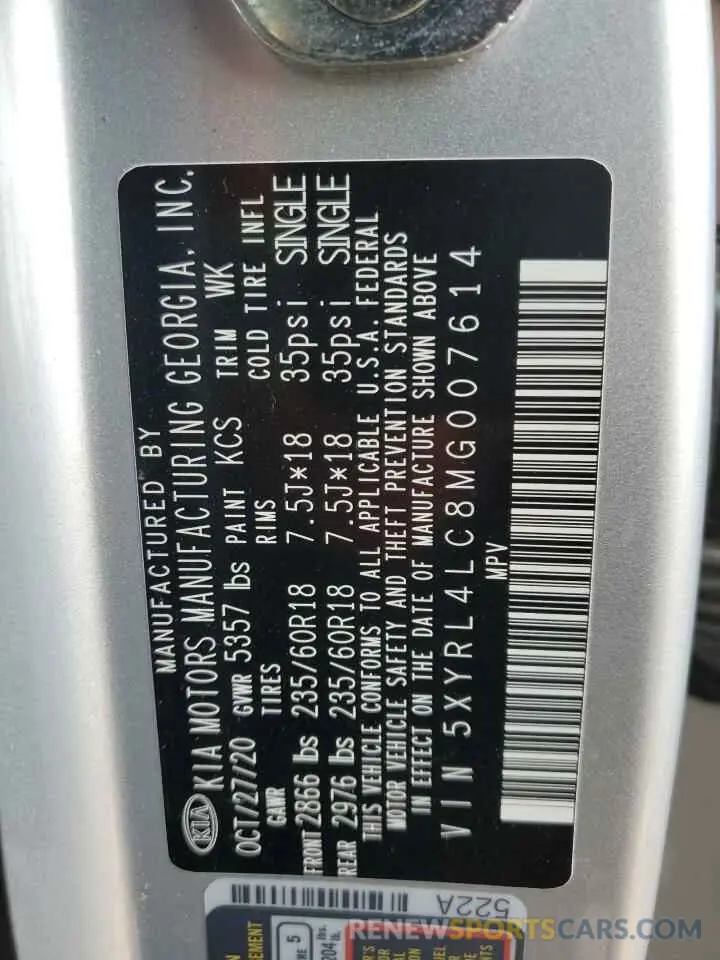 MANUFACTURED BY
KIA KIA MOTORS MANUFACTURING GEORGIA, INC.
OCT/27/20 GVWR 5357 lbs PAINT KCS TRIM WK
GAWR TIRES RIMS COLD TIRE INFL
FRONT 2866 lbs 235/60R18 7.5J*18 35psi SINGLE
REAR 2976 lbs 235/60R18 7.5J*18 35psi SINGLE
THIS VEHICLE CONFORMS TO ALL APPLICABLE U.S.A. FEDERAL
MOTOR VEHICLE SAFETY AND THEFT PREVENTION STANDARDS
IN EFFECT ON THE DATE OF MANUFACTURE SHOWN ABOVE
VIN 5XYRL4LC8MG007614
MPV
522A
5
RENEWSPORTSCARS.COM